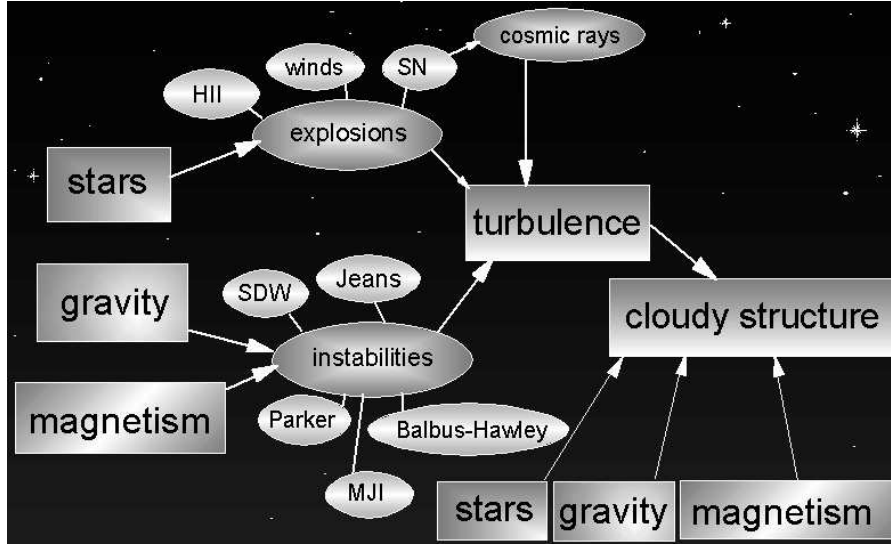 cosmic rays
winds
SN
HII
explosions
stars
turbulence
gravity
SDW
Jeans
cloudy structure
instabilities
magnetism
Parker
Balbus-Hawley
MJI
stars
gravity
magnetism